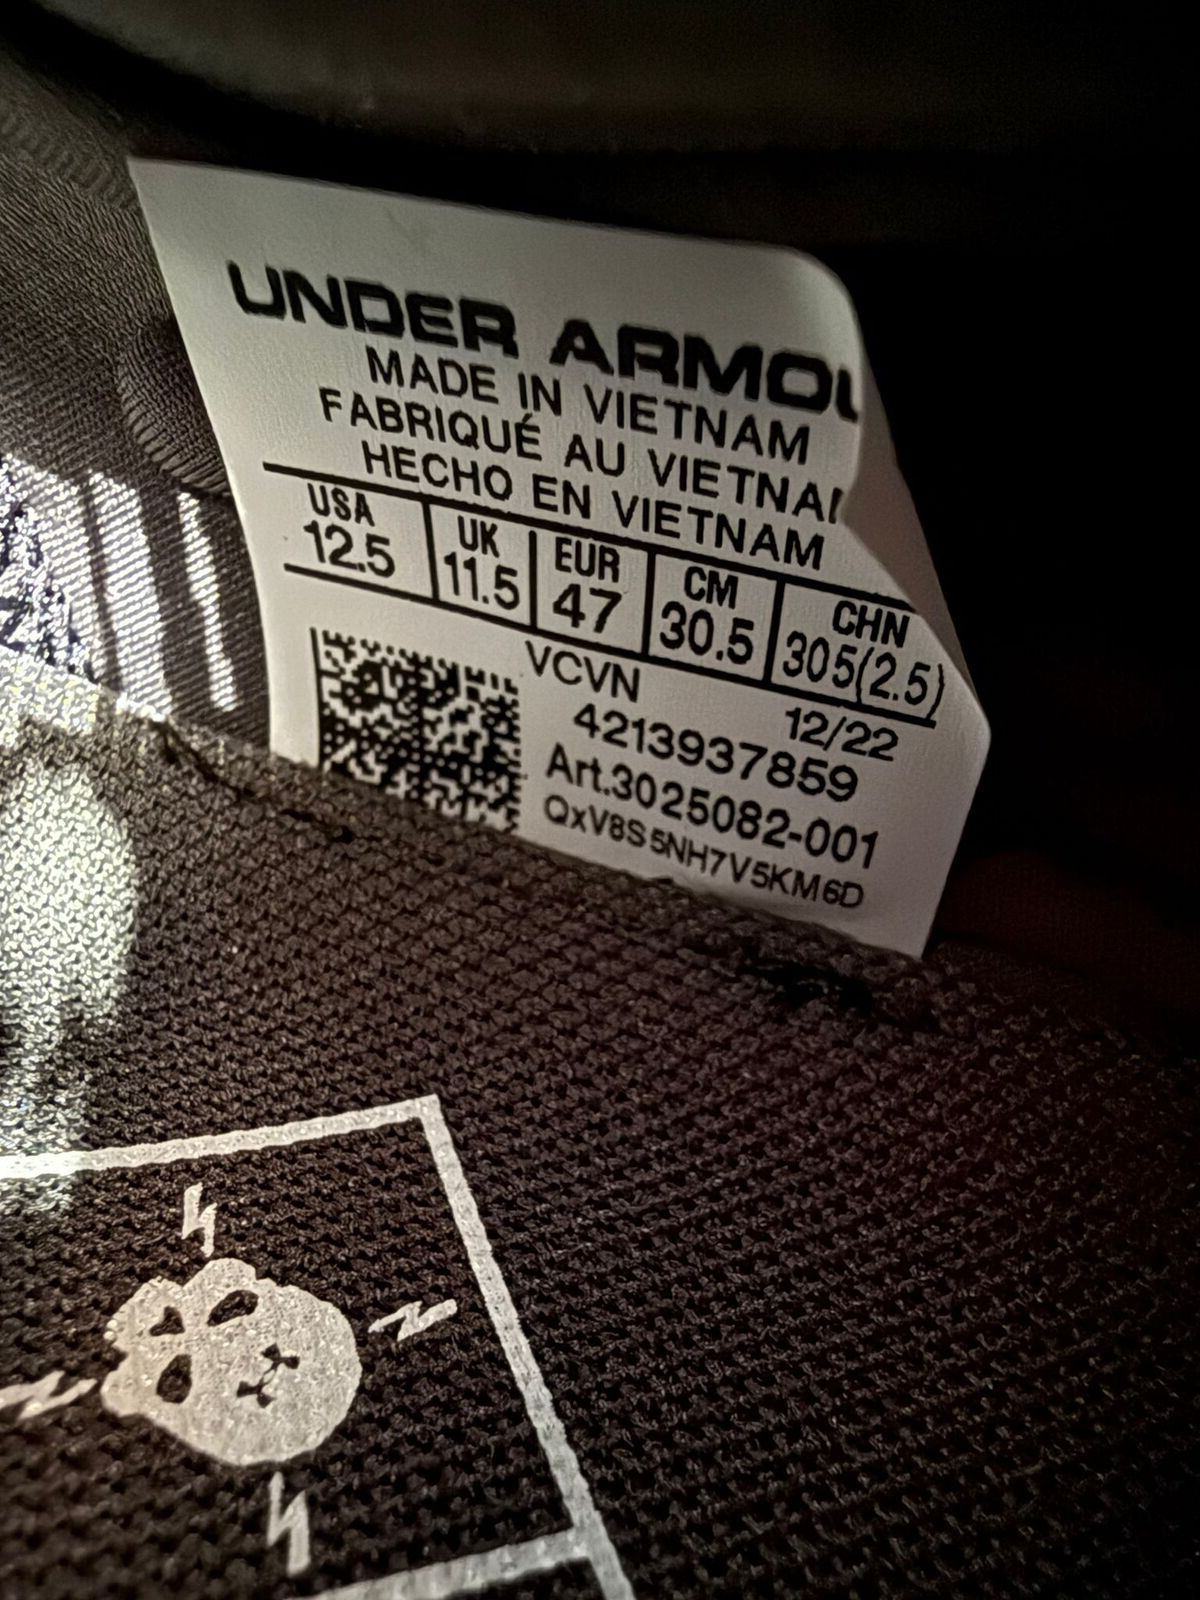 UNDER ARMOU
MADE IN VIETNAM
FABRIQUÉ AU VIETNAM
HECHO EN VIETNAM
USA UK EUR CM CHN
12.5 11.5 47 30.5 305(2.5)
VCVN 12/22
4213937859
Art.3025082-001
QxV8S5NH7V5KM6D